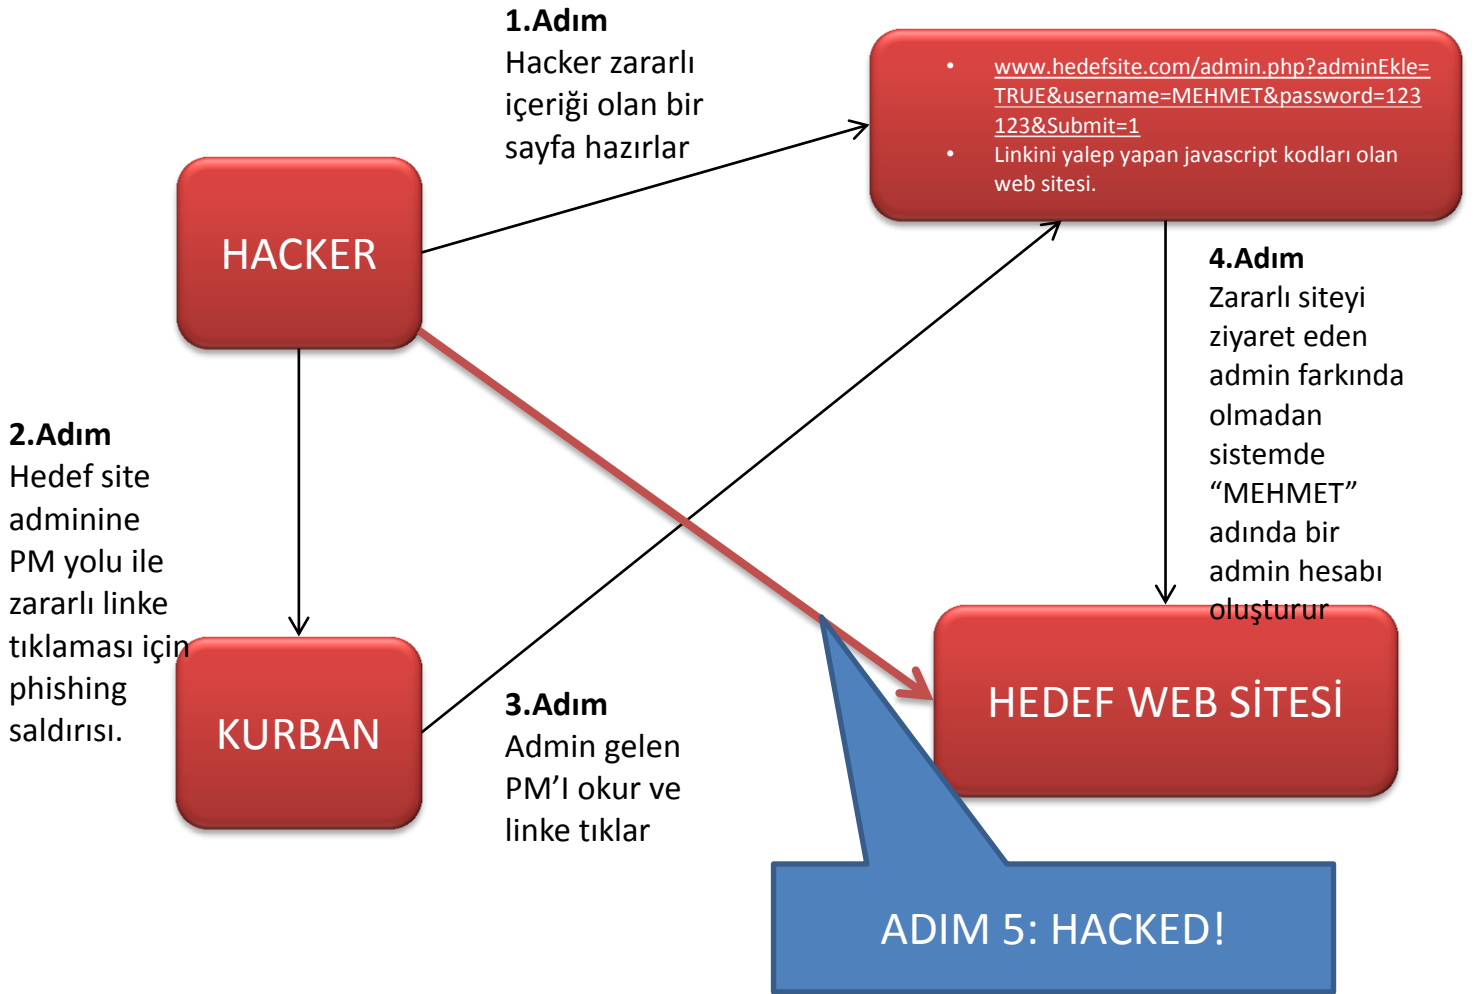 1.Adım
Hacker zararlı
içeriği olan bir
sayfa hazırlar
• www.hedefsite.com/admin.php?adminEkle=
TRUE&username=MEHMET&password=123
123&Submit=1
• Linkini yalep yapan javascript kodları olan
web sitesi.
HACKER
4.Adım
Zararlı siteyi
ziyaret eden
admin farkında
olmadan
sistemde
“MEHMET”
adında bir
admin hesabı
oluşturur
2.Adım
Hedef site
adminine
PM yolu ile
zararlı linke
tıklaması için
phishing
saldırısı.
KURBAN
3.Adım
Admin gelen
PM’I okur ve
linke tıklar
HEDEF WEB SİTESİ
ADIM 5: HACKED!